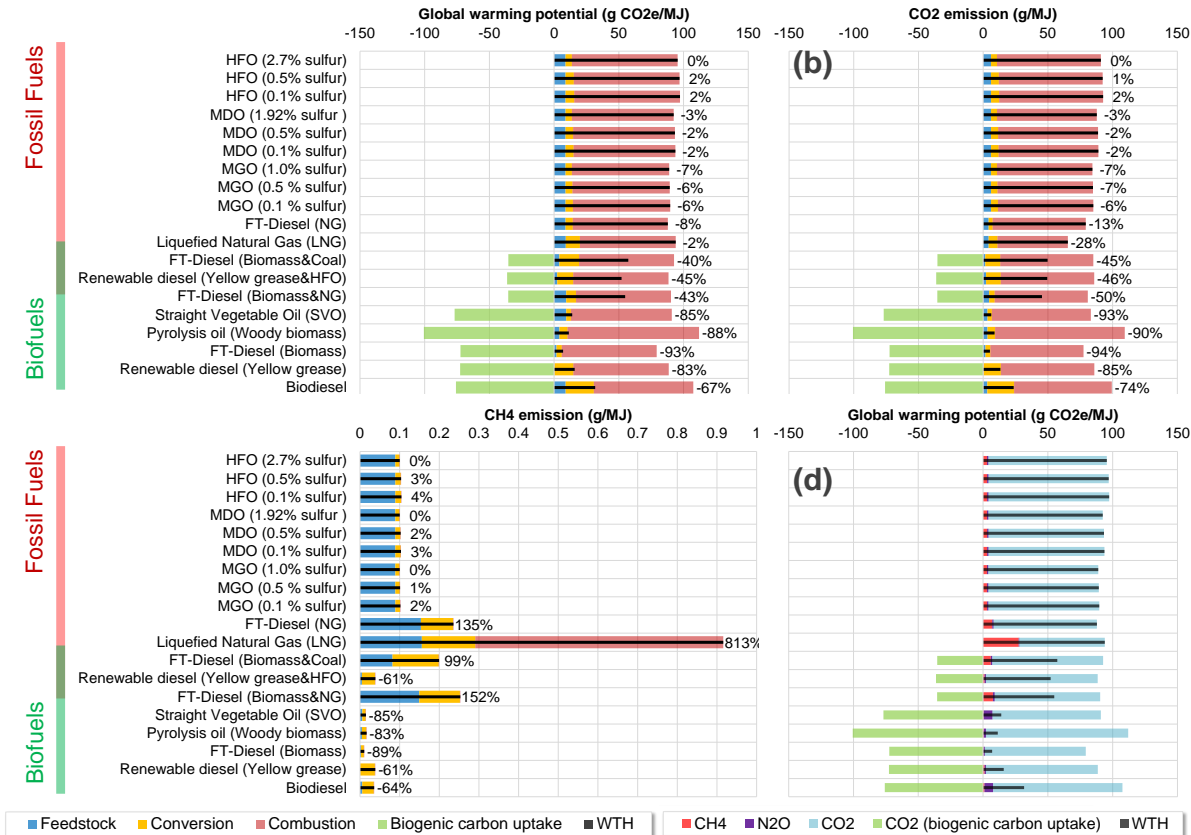 Global warming potential (g CO2e/MJ)
-150 -100 -50 0 50 100 150
Fossil Fuels
Biofuels
HFO (2.7% sulfur) 0%
HFO (0.5% sulfur) 2%
HFO (0.1% sulfur) 2%
MDO (1.92% sulfur ) -3%
MDO (0.5% sulfur) -2%
MDO (0.1% sulfur) -2%
MGO (1.0% sulfur) -7%
MGO (0.5 % sulfur) -6%
MGO (0.1 % sulfur) -6%
FT-Diesel (NG) -8%
Liquefied Natural Gas (LNG) -2%
FT-Diesel (Biomass&Coal) -40%
Renewable diesel (Yellow grease&HFO) -45%
FT-Diesel (Biomass&NG) -43%
Straight Vegetable Oil (SVO) -85%
Pyrolysis oil (Woody biomass) -88%
FT-Diesel (Biomass) -93%
Renewable diesel (Yellow grease) -83%
Biodiesel -67%
CO2 emission (g/MJ)
-150 -100 -50 0 50 100 150
(b)
0%
1%
2%
-3%
-2%
-2%
-7%
-7%
-6%
-13%
-28%
-45%
-46%
-50%
-93%
-90%
-94%
-85%
-74%
CH4 emission (g/MJ)
0 0.1 0.2 0.3 0.4 0.5 0.6 0.7 0.8 0.9 1
Fossil Fuels
Biofuels
HFO (2.7% sulfur) 0%
HFO (0.5% sulfur) 3%
HFO (0.1% sulfur) 4%
MDO (1.92% sulfur ) 0%
MDO (0.5% sulfur) 2%
MDO (0.1% sulfur) 3%
MGO (1.0% sulfur) 0%
MGO (0.5 % sulfur) 1%
MGO (0.1 % sulfur) 2%
FT-Diesel (NG) 135%
Liquefied Natural Gas (LNG) 813%
FT-Diesel (Biomass&Coal) 99%
Renewable diesel (Yellow grease&HFO) -61%
FT-Diesel (Biomass&NG) 152%
Straight Vegetable Oil (SVO) -85%
Pyrolysis oil (Woody biomass) -83%
FT-Diesel (Biomass) -89%
Renewable diesel (Yellow grease) -61%
Biodiesel -64%
Global warming potential (g CO2e/MJ)
-150 -100 -50 0 50 100 150
(d)
Feedstock Conversion Combustion Biogenic carbon uptake WTH
CH4 N2O CO2 CO2 (biogenic carbon uptake) WTH